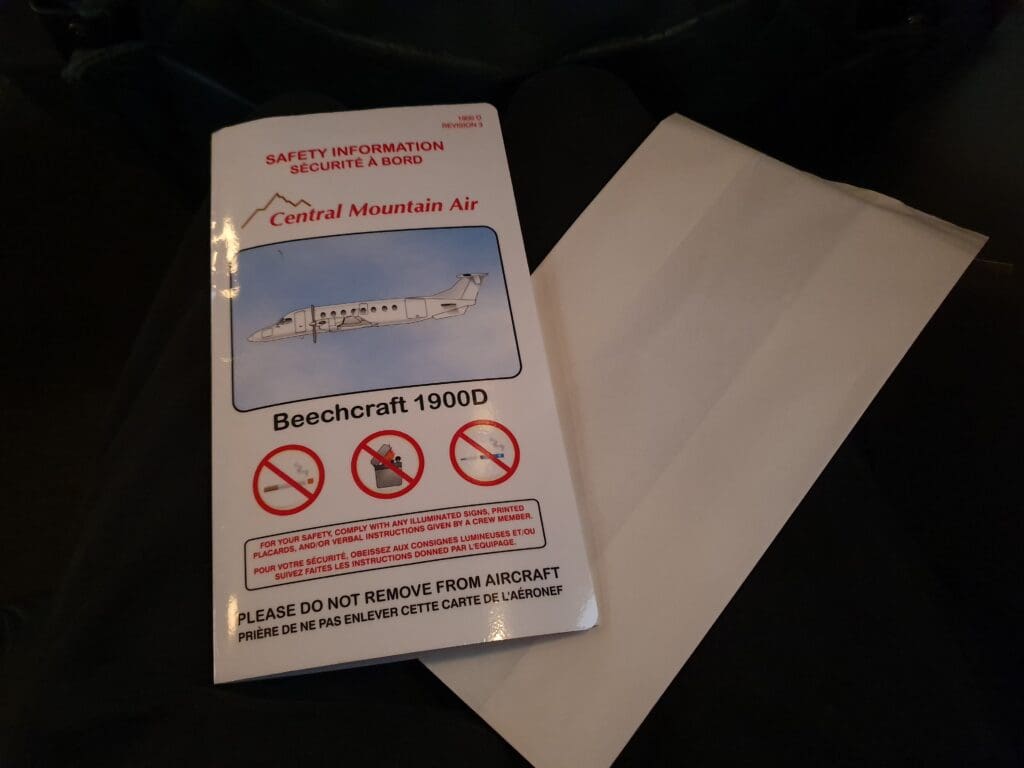 1900 D
REVISION 3
SAFETY INFORMATION
SÉCURITÉ À BORD
Central Mountain Air
Beechcraft 1900D
FOR YOUR SAFETY, COMPLY WITH ANY ILLUMINATED SIGNS, PRINTED
PLACARDS, AND/OR VERBAL INSTRUCTIONS GIVEN BY A CREW MEMBER.
POUR VOTRE SÉCURITÉ, OBEISSEZ AUX CONSIGNES LUMINEUSES ET/OU
SUIVEZ FAITES LES INSTRUCTIONS DONNED PAR L'EQUIPAGE.
PLEASE DO NOT REMOVE FROM AIRCRAFT
PRIÈRE DE NE PAS ENLEVER CETTE CARTE DE L'AÉRONEF